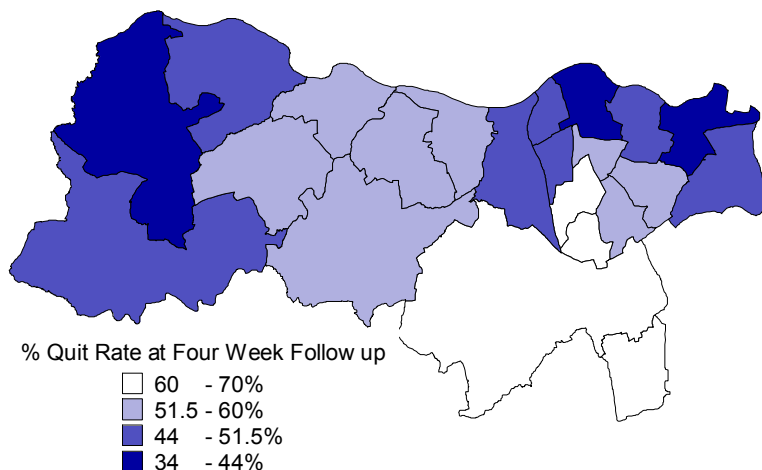 % Quit Rate at Four Week Follow up
60 - 70%
51.5 - 60%
44 - 51.5%
34 - 44%